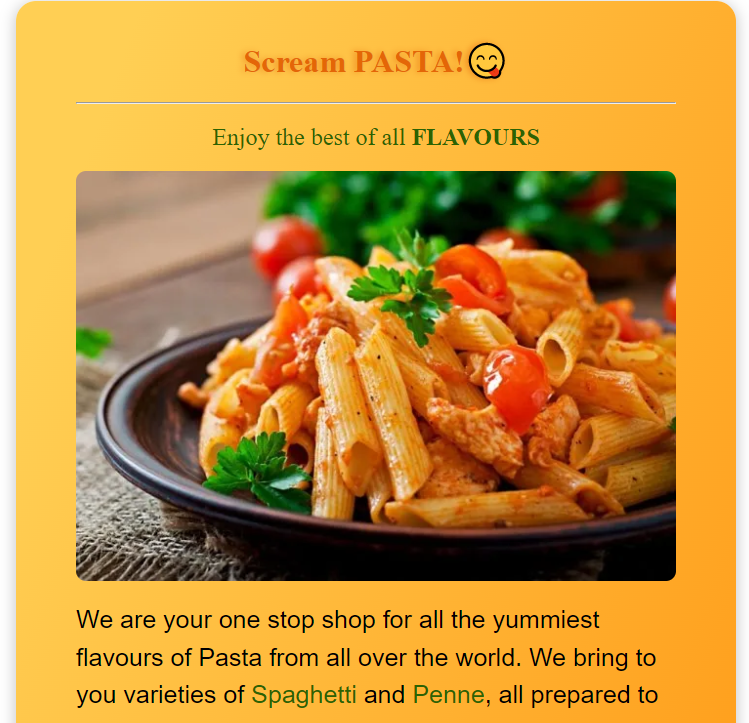 Scream PASTA!😋
Enjoy the best of all FLAVOURS
We are your one stop shop for all the yummiest
flavours of Pasta from all over the world. We bring to
you varieties of Spaghetti and Penne, all prepared to